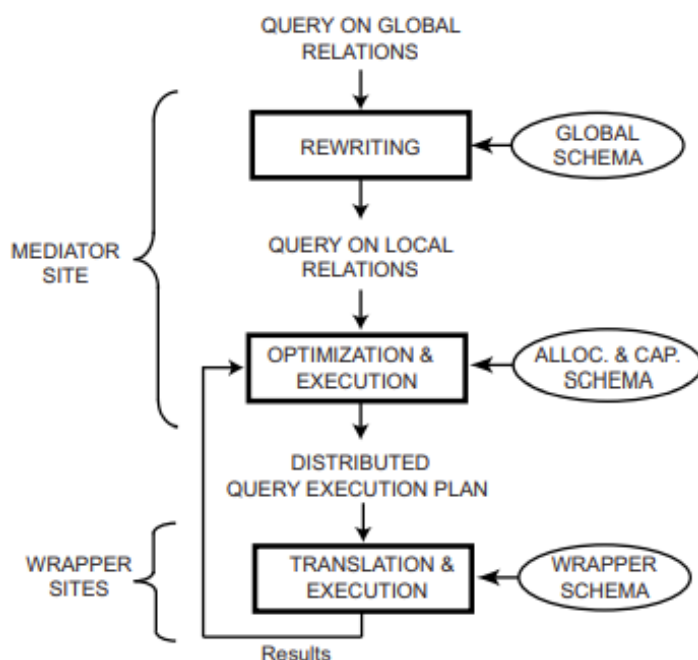 QUERY ON GLOBAL
RELATIONS
REWRITING
GLOBAL
SCHEMA
MEDIATOR
SITE
QUERY ON LOCAL
RELATIONS
OPTIMIZATION &
EXECUTION
ALLOC. & CAP.
SCHEMA
DISTRIBUTED
QUERY EXECUTION PLAN
WRAPPER
SITES
TRANSLATION &
EXECUTION
WRAPPER
SCHEMA
Results